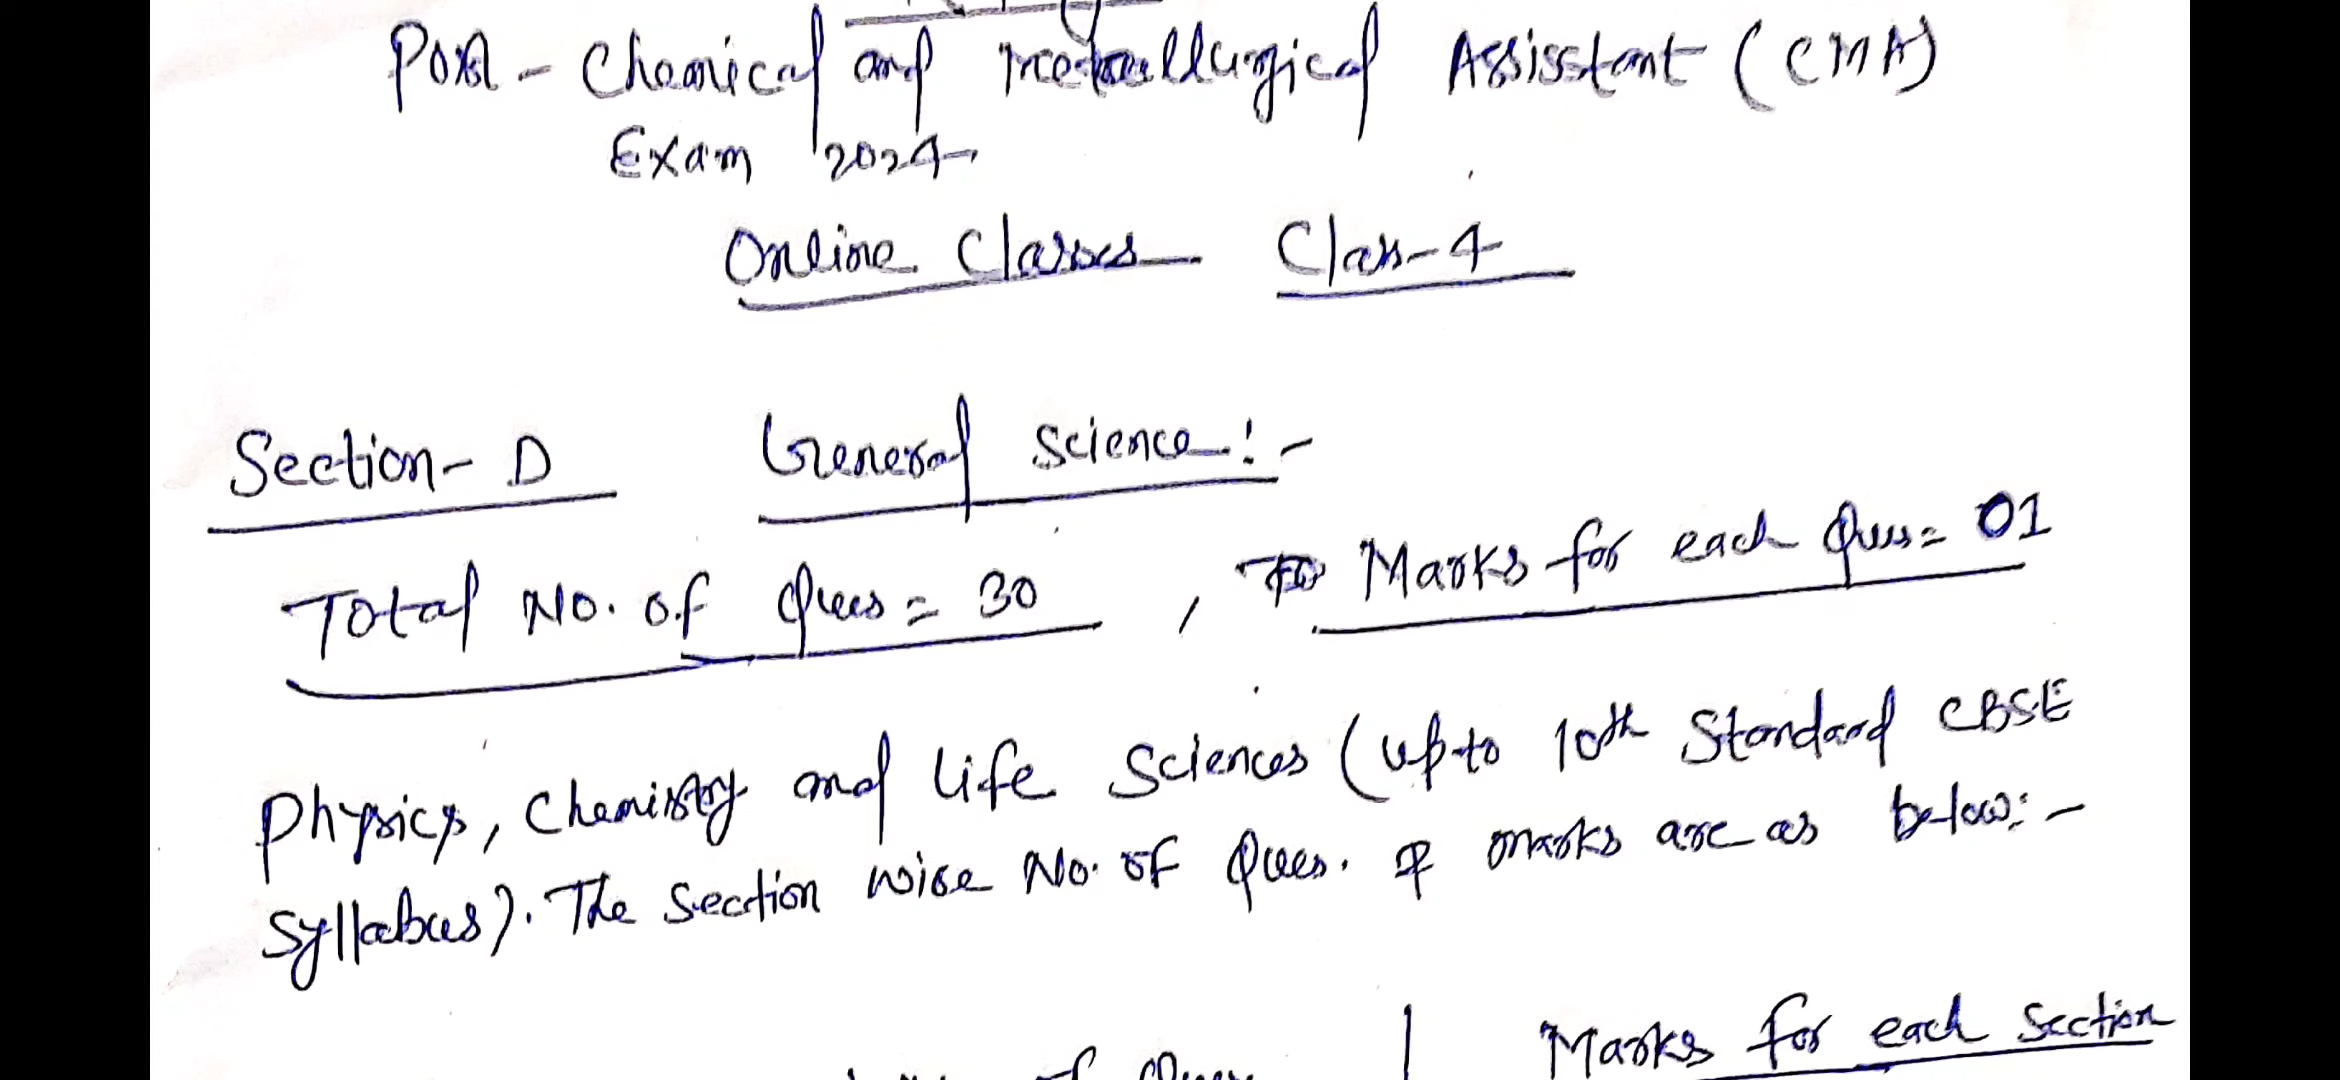 Post - Chemical and Metallurgical Assisstant (CMA)
Exam 2024
Online Classes Class-4
Section- D General Science:-
Total No. of Ques = 30 , Marks for each Ques = 01
Physics, Chemistry and Life Sciences (upto 10th Standard CBSE
Syllabus). The Section wise No. of Ques. & marks are as below:-
Marks for each Section